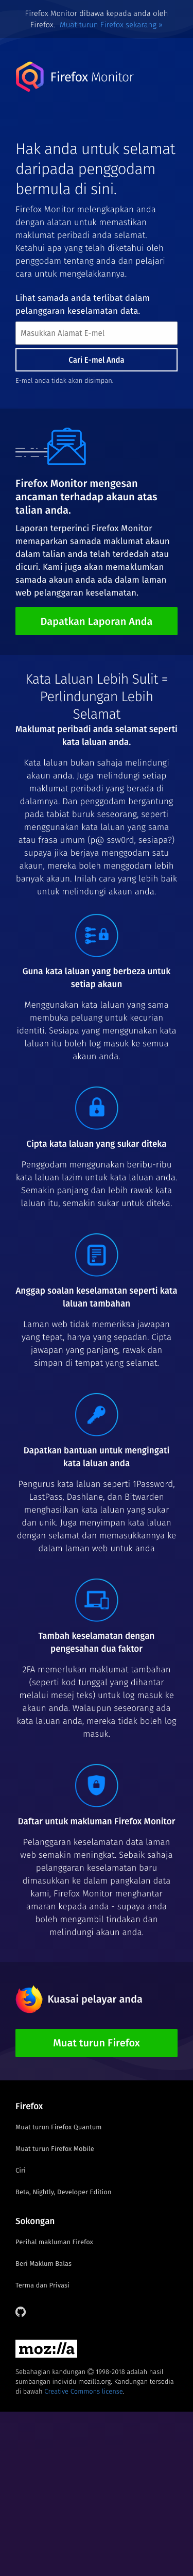 Firefox Monitor dibawa kepada anda oleh
Firefox. Muat turun Firefox sekarang »
Firefox Monitor
Hak anda untuk selamat
daripada penggodam
bermula di sini.
Firefox Monitor melengkapkan anda
dengan alatan untuk memastikan
maklumat peribadi anda selamat.
Ketahui apa yang telah diketahui oleh
penggodam tentang anda dan pelajari
cara untuk mengelakkannya.
Lihat samada anda terlibat dalam
pelanggaran keselamatan data.
Masukkan Alamat E-mel
Cari E-mel Anda
E-mel anda tidak akan disimpan.
Firefox Monitor mengesan
ancaman terhadap akaun atas
talian anda.
Laporan terperinci Firefox Monitor
memaparkan samada maklumat akaun
dalam talian anda telah terdedah atau
dicuri. Kami juga akan memaklumkan
samada akaun anda ada dalam laman
web pelanggaran keselamatan.
Dapatkan Laporan Anda
Kata Laluan Lebih Sulit =
Perlindungan Lebih
Selamat
Maklumat peribadi anda selamat seperti
kata laluan anda.
Kata laluan bukan sahaja melindungi
akaun anda. Juga melindungi setiap
maklumat peribadi yang berada di
dalamnya. Dan penggodam bergantung
pada tabiat buruk seseorang, seperti
menggunakan kata laluan yang sama
atau frasa umum (p@ ssw0rd, sesiapa?)
supaya jika berjaya menggodam satu
akaun, mereka boleh menggodam lebih
banyak akaun. Inilah cara yang lebih baik
untuk melindungi akaun anda.
Guna kata laluan yang berbeza untuk
setiap akaun
Menggunakan kata laluan yang sama
membuka peluang untuk kecurian
identiti. Sesiapa yang menggunakan kata
laluan itu boleh log masuk ke semua
akaun anda.
Cipta kata laluan yang sukar diteka
Penggodam menggunakan beribu-ribu
kata laluan lazim untuk kata laluan anda.
Semakin panjang dan lebih rawak kata
laluan itu, semakin sukar untuk diteka.
Anggap soalan keselamatan seperti kata
laluan tambahan
Laman web tidak memeriksa jawapan
yang tepat, hanya yang sepadan. Cipta
jawapan yang panjang, rawak dan
simpan di tempat yang selamat.
Dapatkan bantuan untuk mengingati
kata laluan anda
Pengurus kata laluan seperti 1Password,
LastPass, Dashlane, dan Bitwarden
menghasilkan kata laluan yang sukar
dan unik. Juga menyimpan kata laluan
dengan selamat dan memasukkannya ke
dalam laman web untuk anda
Tambah keselamatan dengan
pengesahan dua faktor
2FA memerlukan maklumat tambahan
(seperti kod tunggal yang dihantar
melalui mesej teks) untuk log masuk ke
akaun anda. Walaupun seseorang ada
kata laluan anda, mereka tidak boleh log
masuk.
Daftar untuk makluman Firefox Monitor
Pelanggaran keselamatan data laman
web semakin meningkat. Sebaik sahaja
pelanggaran keselamatan baru
dimasukkan ke dalam pangkalan data
kami, Firefox Monitor menghantar
amaran kepada anda - supaya anda
boleh mengambil tindakan dan
melindungi akaun anda.
Kuasai pelayar anda
Muat turun Firefox
Firefox
Muat turun Firefox Quantum
Muat turun Firefox Mobile
Ciri
Beta, Nightly, Developer Edition
Sokongan
Perihal makluman Firefox
Beri Maklum Balas
Terma dan Privasi
moz://a
Sebahagian kandungan © 1998-2018 adalah hasil
sumbangan individu mozilla.org. Kandungan tersedia
di bawah Creative Commons license.